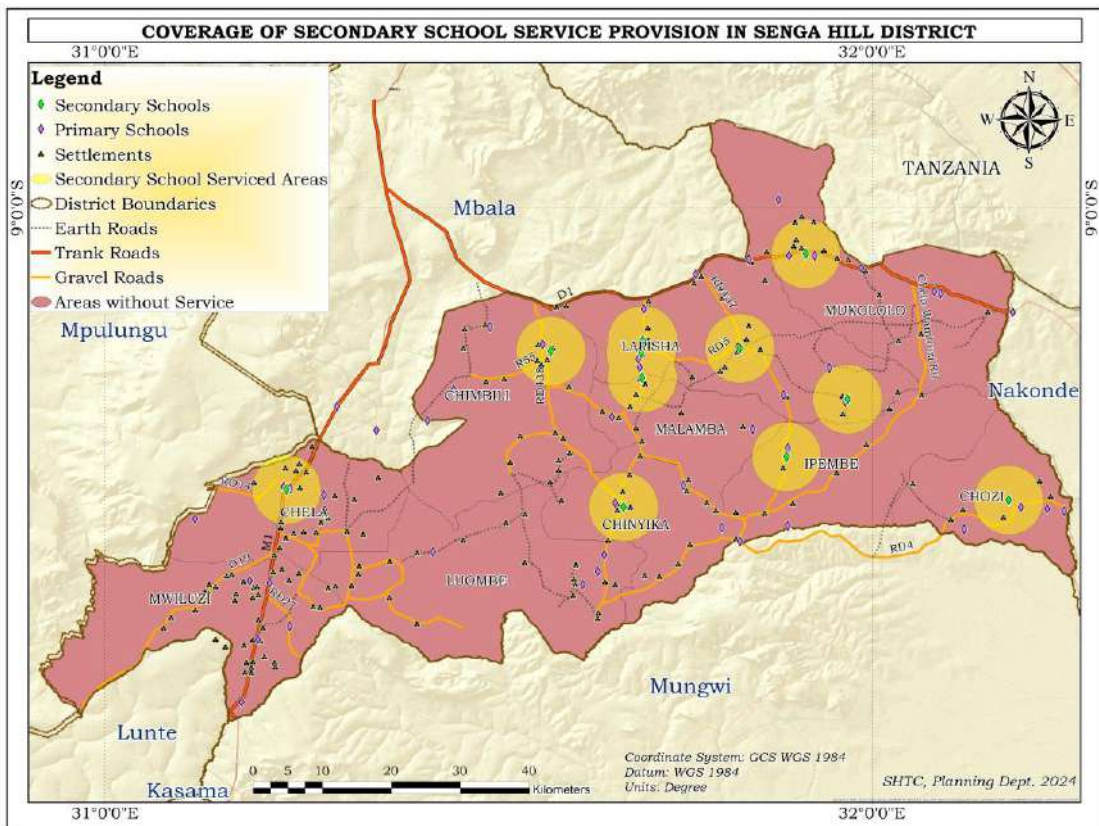 COVERAGE OF SECONDARY SCHOOL SERVICE PROVISION IN SENGA HILL DISTRICT
31°0'0"E
32°0'0"E
Legend
Secondary Schools
Primary Schools
Settlements
Secondary School Serviced Areas
District Boundaries
Earth Roads
Trank Roads
Gravel Roads
Areas without Service
N
W
E
S
TANZANIA
9°0'0"S
9°0'0"S
Mbala
Mpulungu
D1
MUKOLOLO
LAPISHA
RD5
Nakonde
CHIMBILI
MALAMBA
IPEMBE
CHELA
CHINYIKA
CHOZI
M1
RD4
LUOMBE
MWILUZI
Mungwi
Lunte
Kasama
0 5 10 20 30 40
Kilometers
Coordinate System: GCS WGS 1984
Datum: WGS 1984
Units: Degree
SHTC, Planning Dept. 2024
31°0'0"E
32°0'0"E